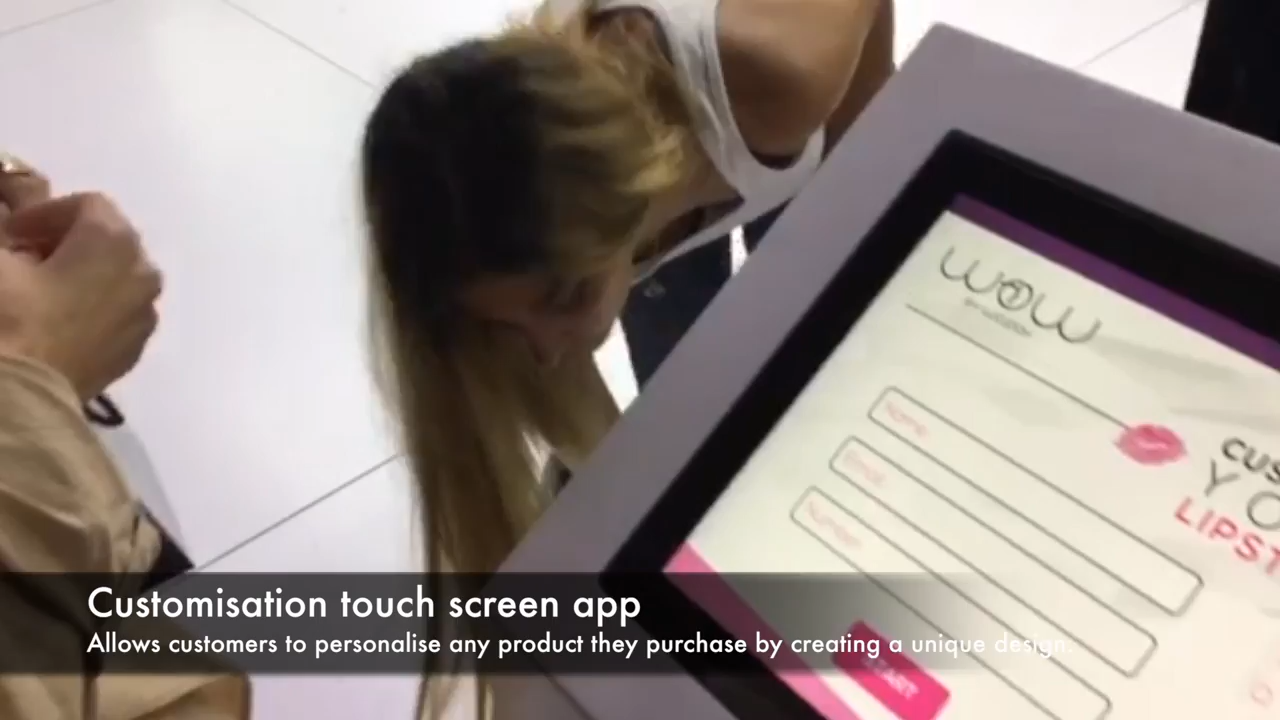 wow
CUS
YO
LIPST
Name
Email
Number
START
Customisation touch screen app
Allows customers to personalise any product they purchase by creating a unique design.